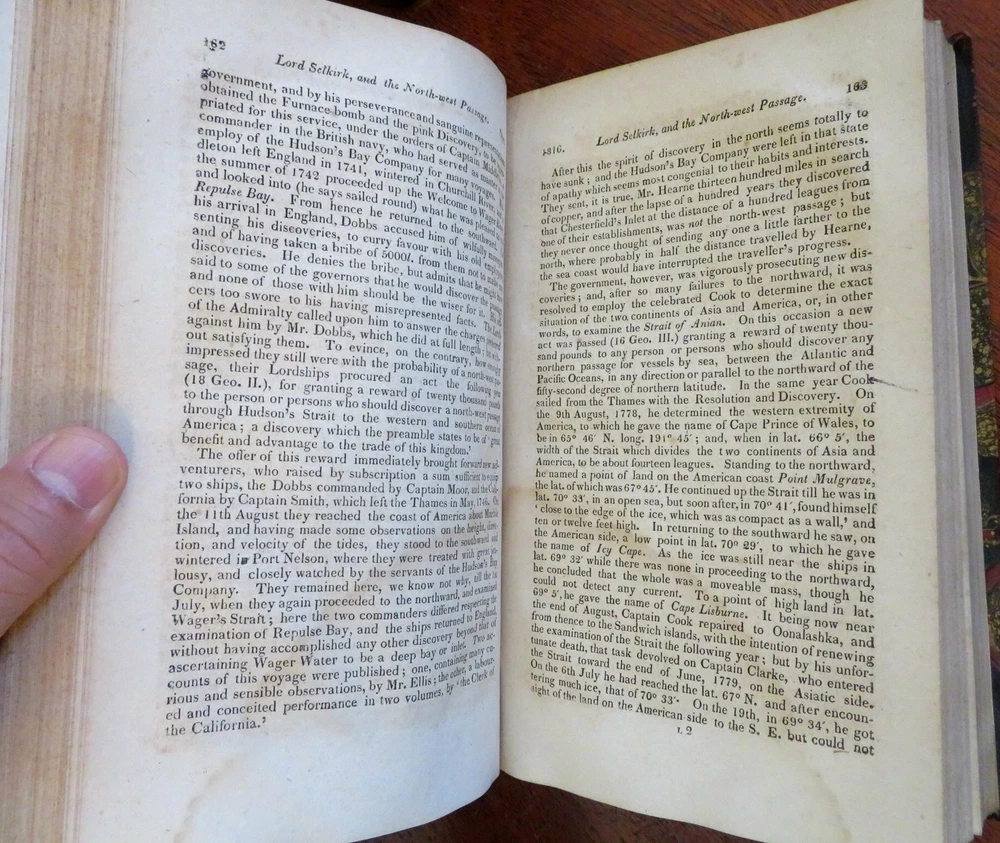 162
Lord Selkirk, and the North-west Passage.
government, and by his perseverance and sanguine
obtained the Furnace bomb and the pink Discovery, to be
priated for this service, under the orders of Captain
commander in the British navy, who had served as
employ of the Hudson's Bay Company for many voyages.
dleton left England in 1741, wintered in Churchill River,
the summer of 1742 proceeded up the Welcome to Wager
and looked into (he says sailed round) what he was pleased
Repulse Bay. From hence he returned to the southward.
his arrival in England, Dobbs accused him of wilfully
senting his discoveries, to curry favour with his old
and of having taken a bribe of 5000l. from them not to make
discoveries. He denies the bribe, but admits that he might have
said to some of the governors that he would discover the
and none of those with him should be the wiser for it.
cers too swore to his having misrepresented facts. The Lords
of the Admiralty called upon him to answer the charges
against him by Mr. Dobbs, which he did at full length;
out satisfying them. To evince, on the contrary, how
impressed they still were with the probability of a north-west
sage, their Lordships procured an act the following year
(18 Geo. II.), for granting a reward of twenty thousand pounds
to the person or persons who should discover a north-west passage
through Hudson's Strait to the western and southern ocean of
America; a discovery which the preamble states to be of 'great
benefit and advantage to the trade of this kingdom.'
The offer of this reward immediately brought forward new ad-
venturers, who raised by subscription a sum sufficient to equip
two ships, the Dobbs commanded by Captain Moor, and the Cali-
fornia by Captain Smith, which left the Thames in May, 1746. On
the 11th August they reached the coast of America about Marble
Island, and having made some observations on the height, direc-
tion, and velocity of the tides, they stood to the southward and
wintered in Port Nelson, where they were treated with great jea-
lousy, and closely watched by the servants of the Hudson's Bay
Company. They remained here, we know not why, till the 1st
July, when they again proceeded to the northward, and examined
Wager's Strait; here the two commanders differed respecting the
examination of Repulse Bay, and the ships returned to England,
without having accomplished any other discovery beyond that of
ascertaining Wager Water to be a deep bay or inlet. Two ac-
counts of this voyage were published; one, containing many cu-
rious and sensible observations, by Mr. Ellis; the other, a labour-
ed and conceited performance in two volumes, by 'the Clerk of
the California.'
1816.
Lord Selkirk, and the North-west Passage.
163
After this the spirit of discovery in the north seems totally to
have sunk; and the Hudson's Bay Company were left in that state
of apathy which seems most congenial to their habits and interests.
They sent, it is true, Mr. Hearne thirteen hundred miles in search
of copper, and after the lapse of a hundred years they discovered
that Chesterfield's Inlet at the distance of a hundred leagues from
one of their establishments, was not the north-west passage; but
they never once thought of sending any one a little farther to the
north, where probably in half the distance travelled by Hearne,
the sea coast would have interrupted the traveller's progress.
The government, however, was vigorously prosecuting new dis-
coveries; and, after so many failures to the northward, it was
resolved to employ the celebrated Cook to determine the exact
situation of the two continents of Asia and America, or, in other
words, to examine the Strait of Anian. On this occasion a new
act was passed (16 Geo. III.) granting a reward of twenty thou-
sand pounds to any person or persons who should discover any
northern passage for vessels by sea, between the Atlantic and
Pacific Oceans, in any direction or parallel to the northward of the
fifty-second degree of northern latitude. In the same year Cook
sailed from the Thames with the Resolution and Discovery. On
the 9th August, 1778, he determined the western extremity of
America, to which he gave the name of Cape Prince of Wales, to
be in 65° 46′ N. long. 191° 45′; and, when in lat. 66° 5′, the
width of the Strait which divides the two continents of Asia and
America, to be about fourteen leagues. Standing to the northward,
he named a point of land on the American coast Point Mulgrave,
the lat. of which was 67° 45′. He continued up the Strait till he was in
lat. 70° 33′, in an open sea, but soon after, in 70° 41′, found himself
'close to the edge of the ice, which was as compact as a wall,' and
ten or twelve feet high. In returning to the southward he saw, on
the American side, a low point in lat. 70° 29′, to which he gave
the name of Icy Cape. As the ice was still near the ships in
lat. 69° 32′ while there was none in proceeding to the northward,
he concluded that the whole was a moveable mass, though he
could not detect any current. To a point of high land in lat.
69° 5′, he gave the name of Cape Lisburne. It being now near
the end of August, Captain Cook repaired to Oonalashka, and
from thence to the Sandwich islands, with the intention of renewing
the examination of the Strait the following year; but by his unfor-
tunate death, that task devolved on Captain Clarke, who entered
the Strait toward the end of June, 1779, on the Asiatic side.
On the 6th July he had reached the lat. 67° N. and after encoun-
tering much ice, that of 70° 33′. On the 19th, in 69° 34′, he got
sight of the land on the American side to the S. E. but could not
L 2